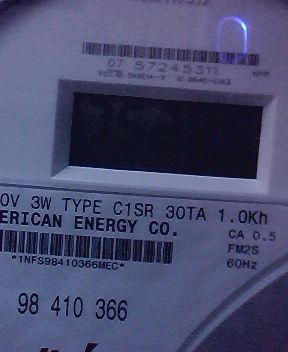 07 57245311
0V 3W TYPE C1SR 30TA 1.0Kh
ERICAN ENERGY CO.
CA 0.5
FM2S
*1NFS98410366MEC*
60Hz
98 410 366